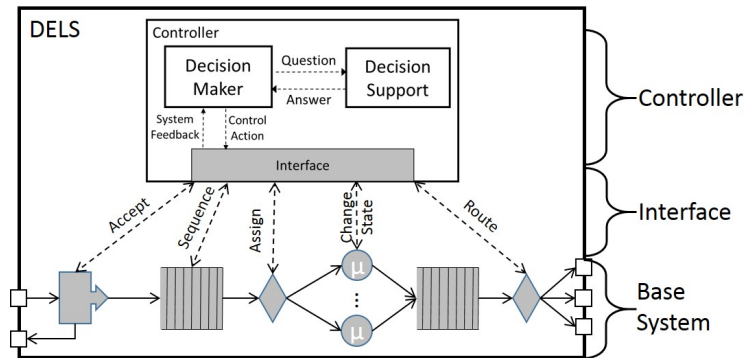 DELS
Controller
Decision
Maker
Question
Answer
Decision
Support
System
Feedback
Control
Action
Interface
Accept
Sequence
Assign
Change
State
Route
μ
...
μ
Controller
Interface
Base
System